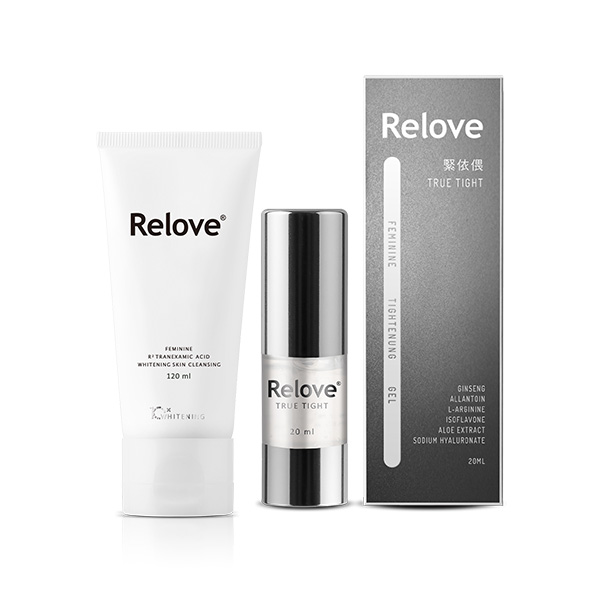 Relove®
FEMININE
R² TRANEXAMIC ACID
WHITENING SKIN CLEANSING
120 ml
WHITENING
Relove®
TRUE TIGHT
20 ml
Relove
緊依偎
TRUE TIGHT
FEMININE TIGHTENUNG GEL
GINSENG
ALLANTOIN
L-ARGININE
ISOFLAVONE
ALOE EXTRACT
SODIUM HYALURONATE
20ML